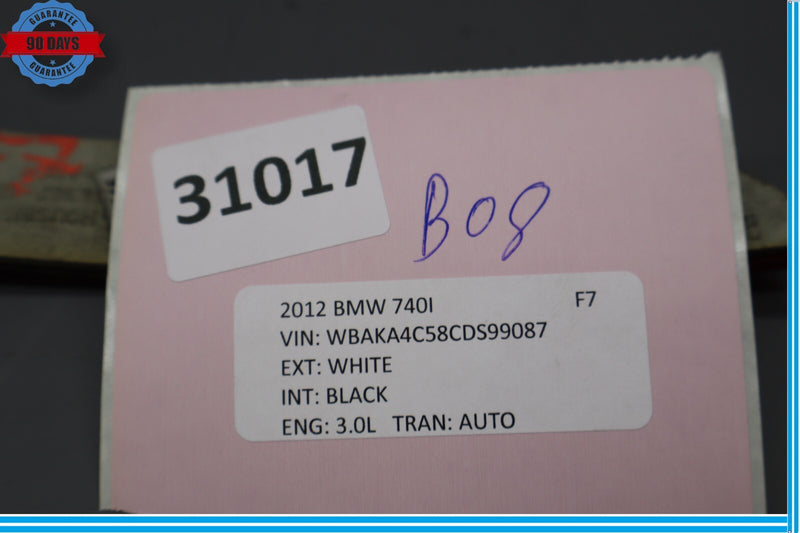 GUARANTEE
90 DAYS
GUARANTEE
31017
B08
2012 BMW 740I F7
VIN: WBAKA4C58CDS99087
EXT: WHITE
INT: BLACK
ENG: 3.0L TRAN: AUTO